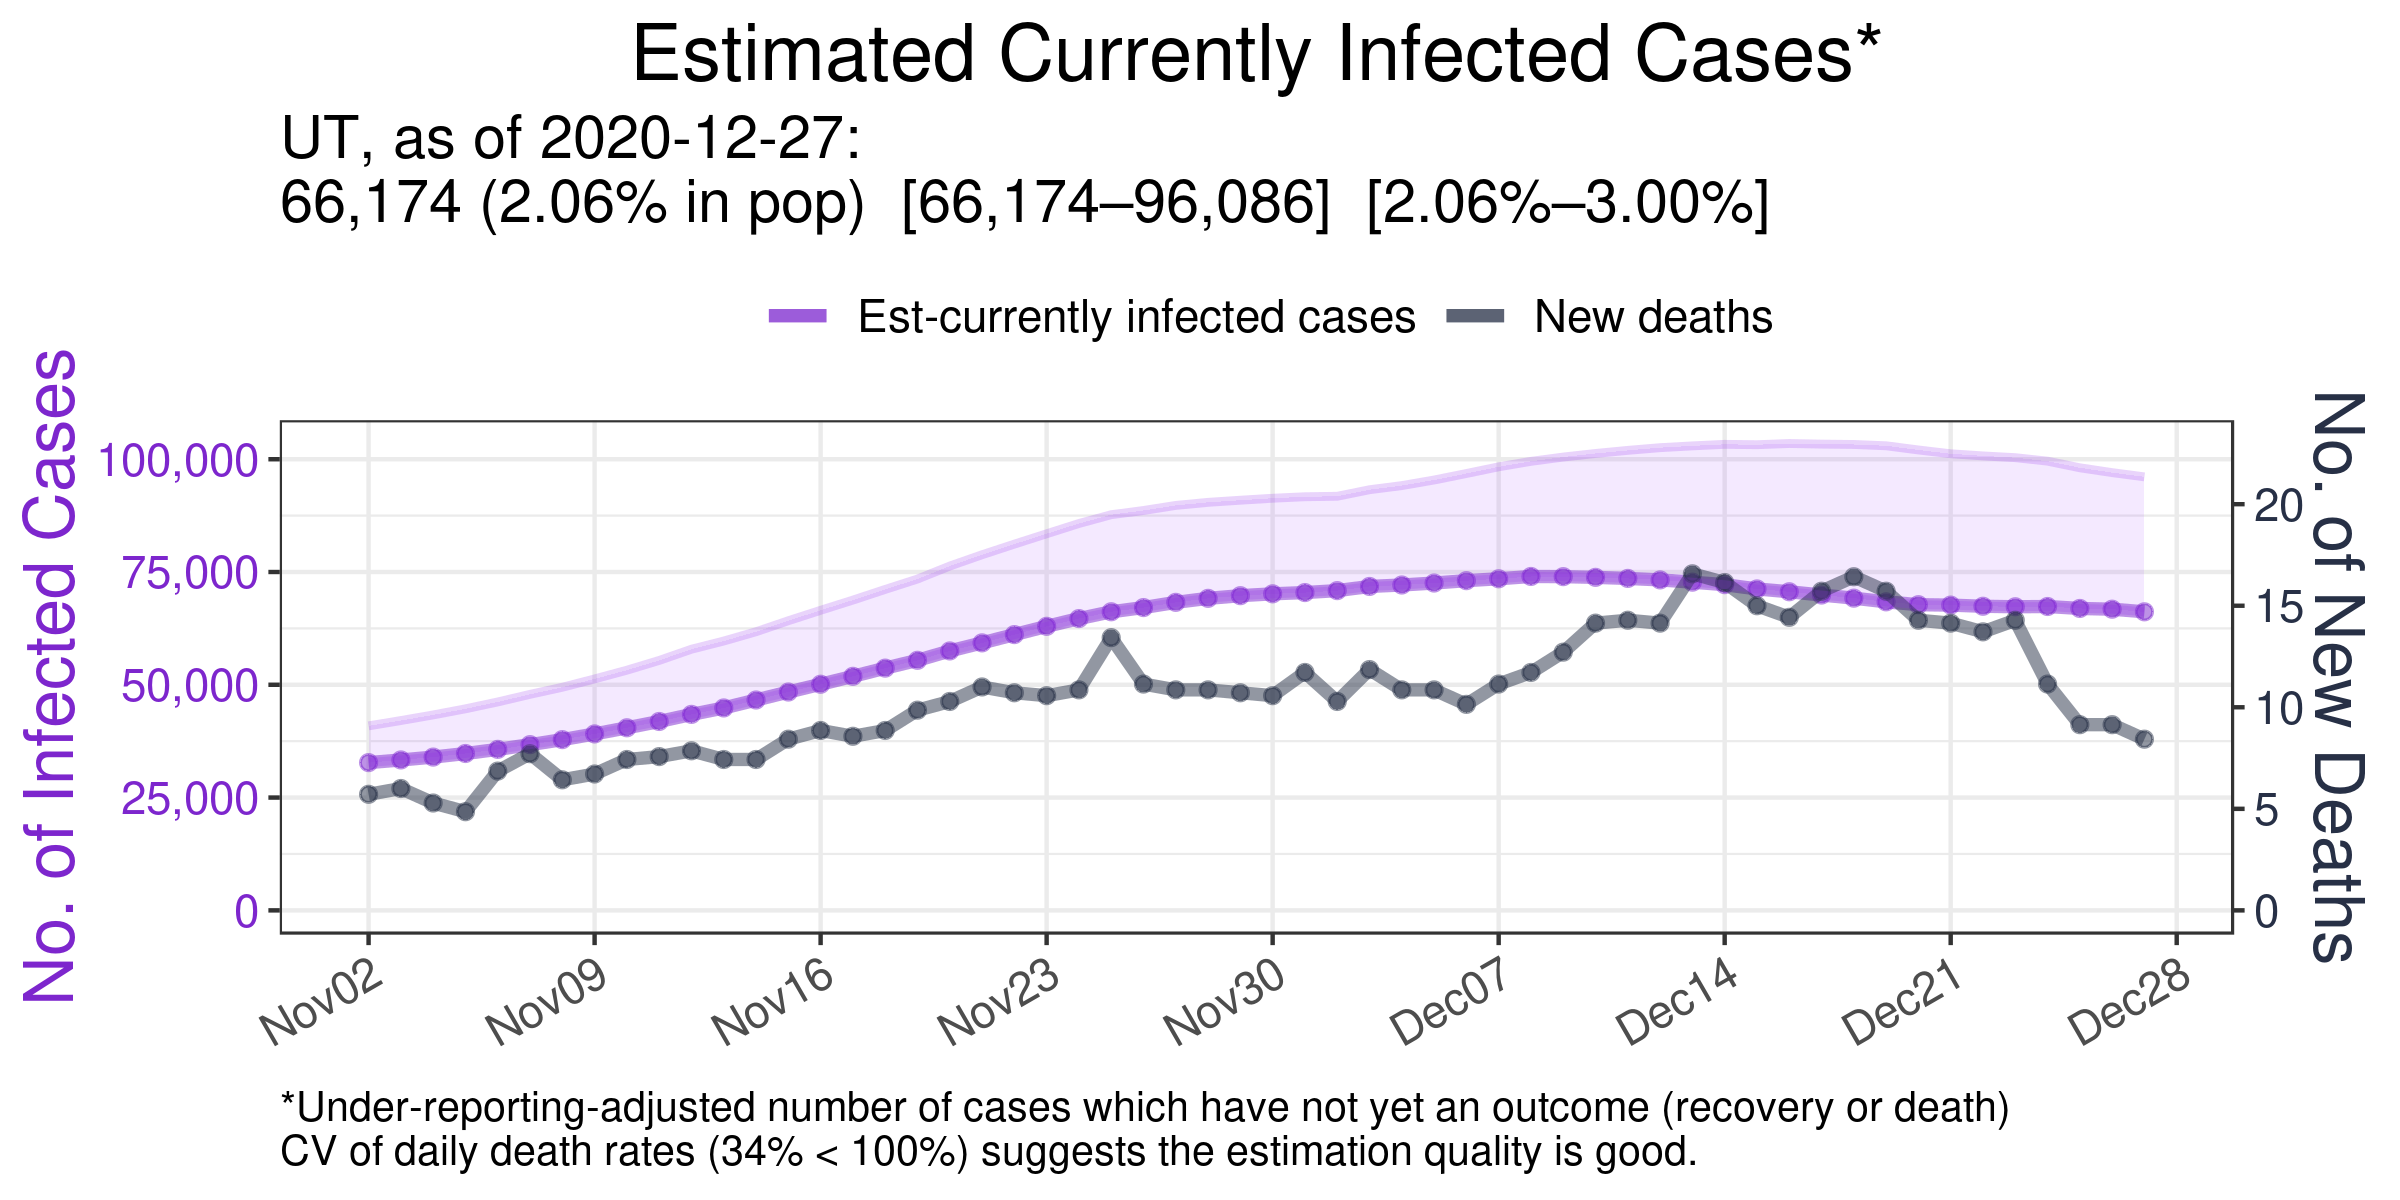 Estimated Currently Infected Cases*
UT, as of 2020-12-27:
66,174 (2.06% in pop)  [66,174–96,086]  [2.06%–3.00%]
Est-currently infected cases
New deaths
No. of Infected Cases
100,000
75,000
50,000
25,000
0
20
15
10
5
0
No. of New Deaths
Nov02
Nov09
Nov16
Nov23
Nov30
Dec07
Dec14
Dec21
Dec28
*Under-reporting-adjusted number of cases which have not yet an outcome (recovery or death)
CV of daily death rates (34% < 100%) suggests the estimation quality is good.